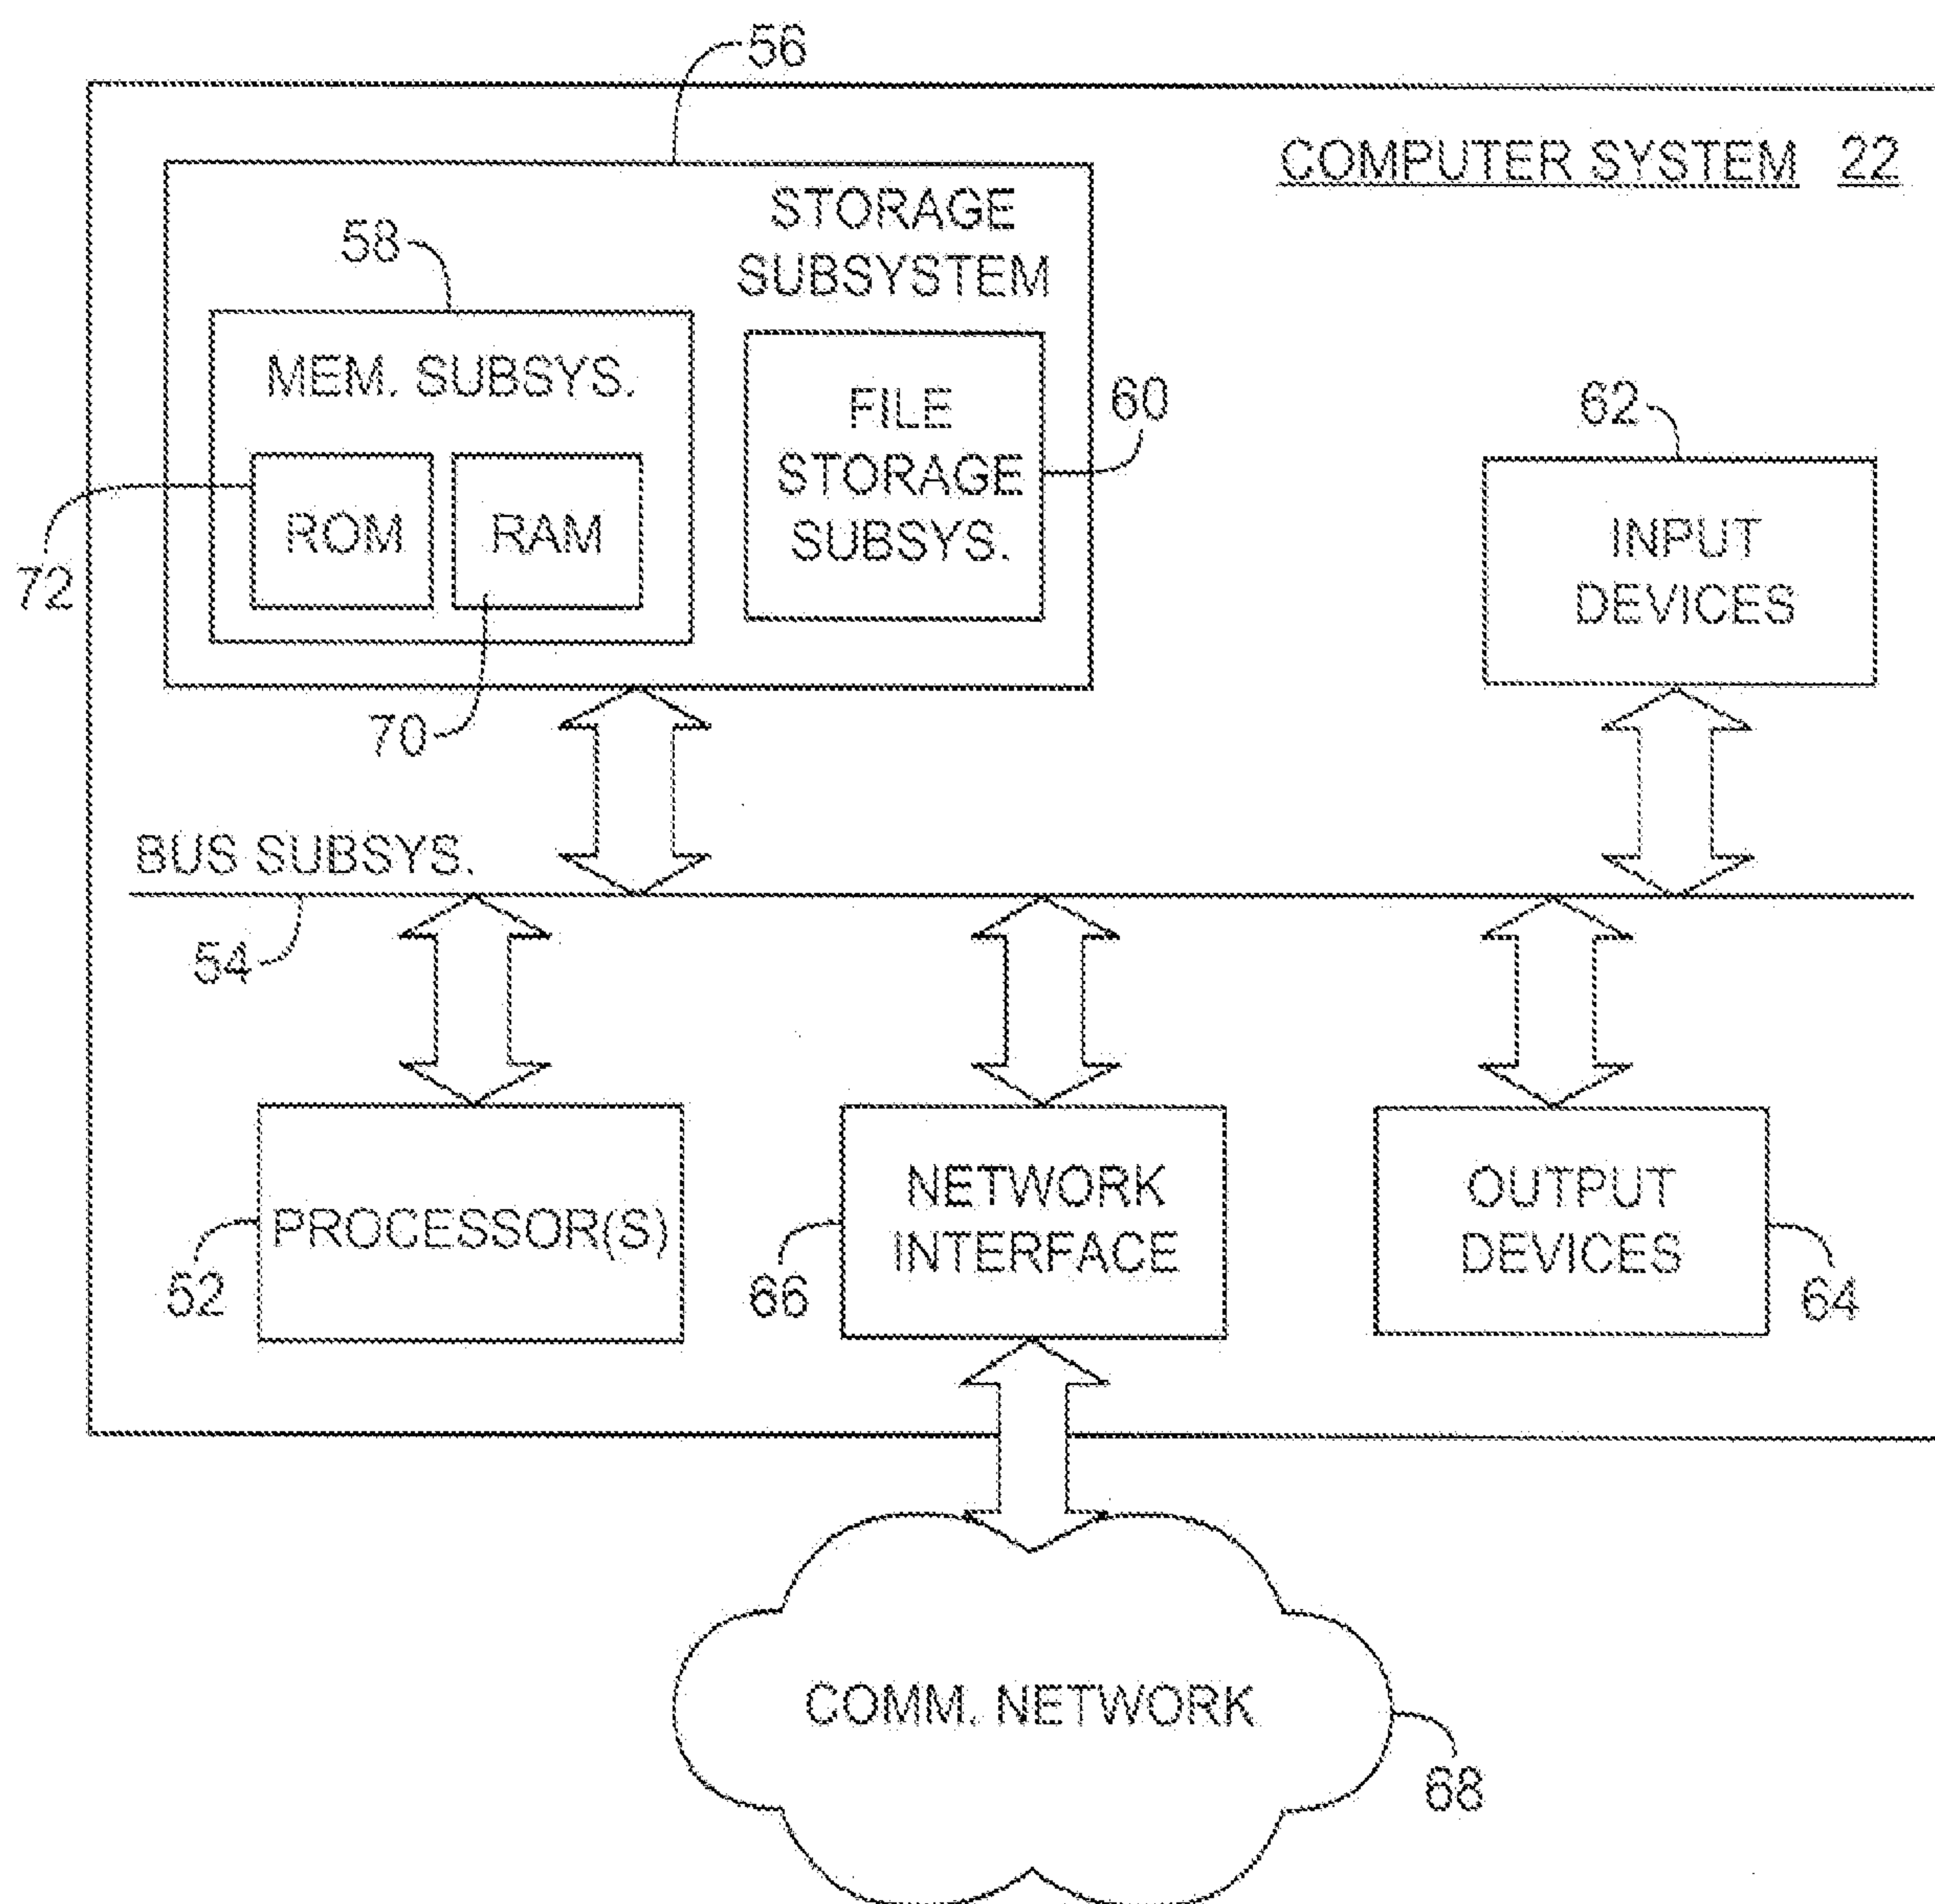 56
COMPUTER SYSTEM 22
STORAGE
SUBSYSTEM
58
MEM. SUBSYS.
FILE
STORAGE
SUBSYS.
60
62
ROM
RAM
72
INPUT
DEVICES
70
BUS SUBSYS.
54
PROCESSOR(S)
52
NETWORK
INTERFACE
66
OUTPUT
DEVICES
64
COMM. NETWORK
68